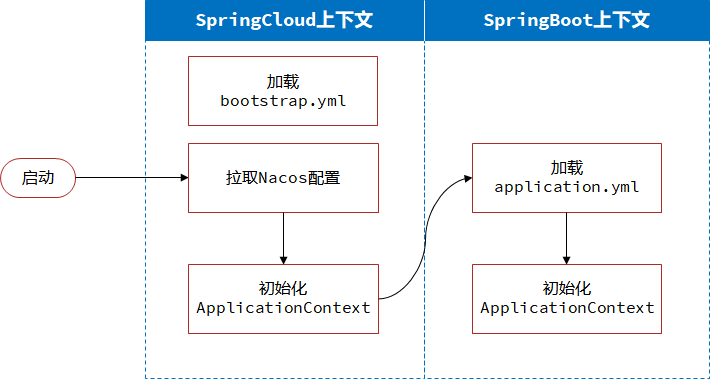 SpringCloud上下文
SpringBoot上下文
加载
bootstrap.yml
启动
拉取Nacos配置
加载
application.yml
初始化
ApplicationContext
初始化
ApplicationContext